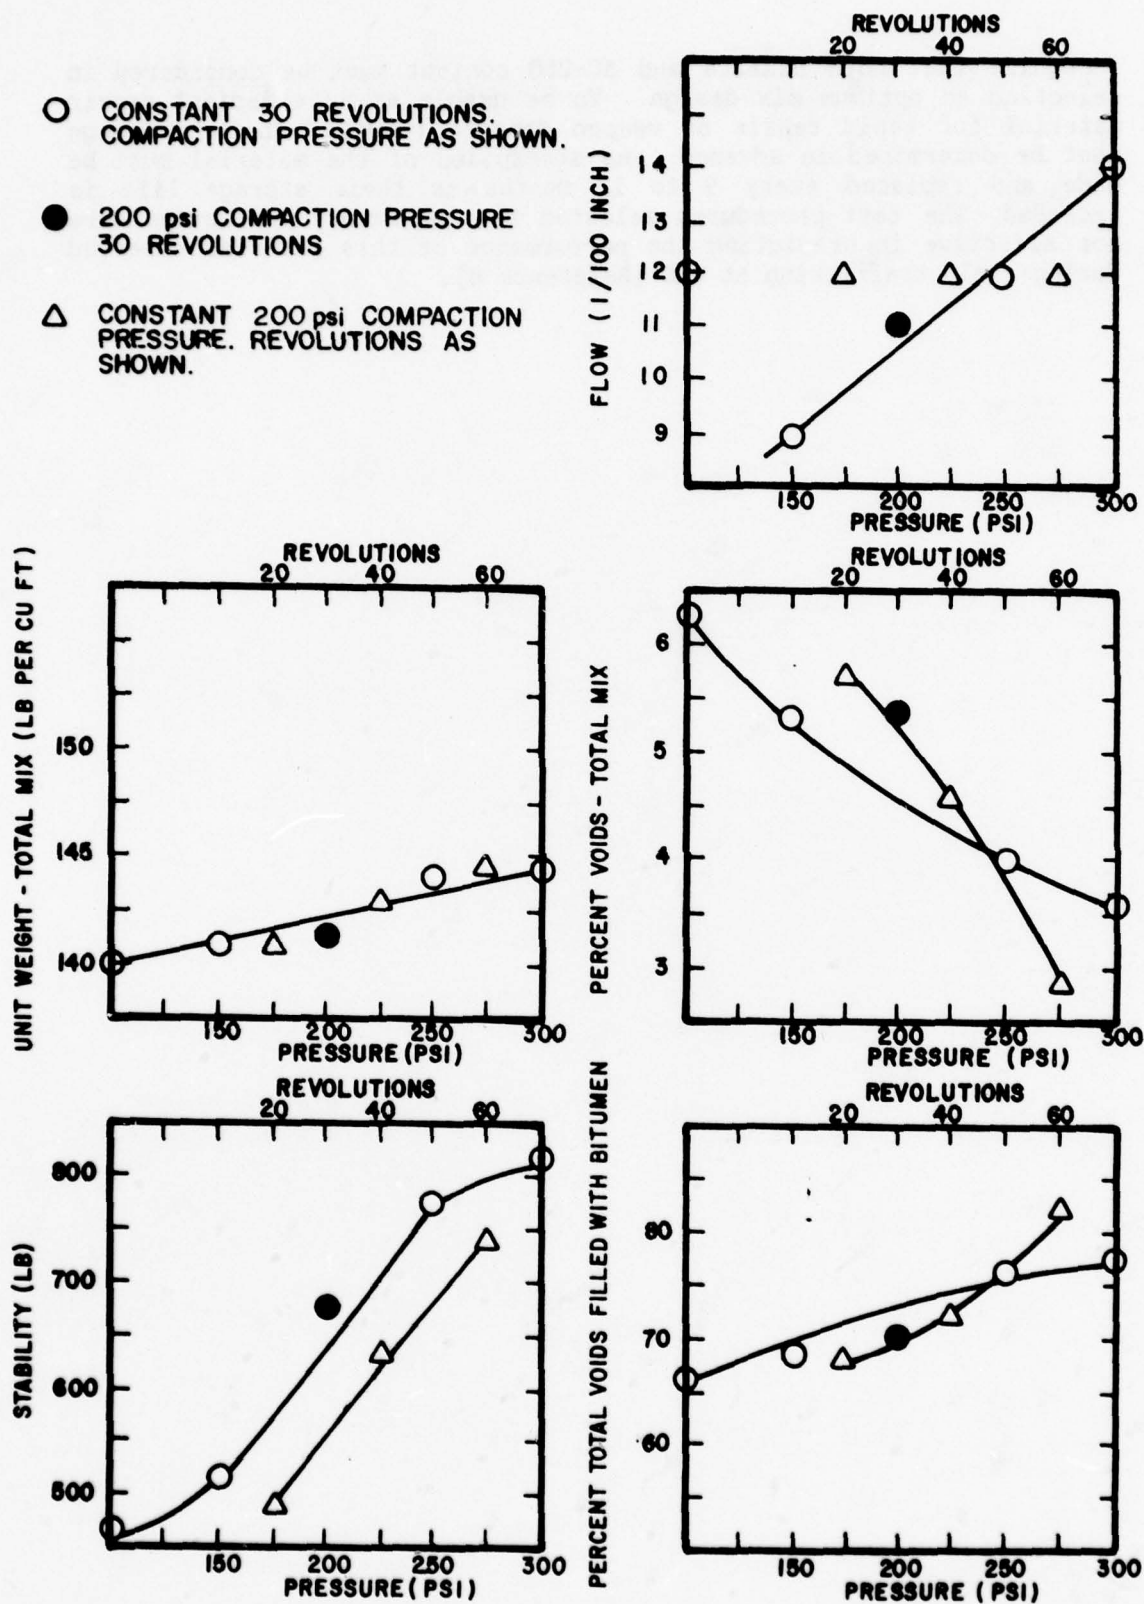 CONSTANT 30 REVOLUTIONS.
COMPACTION PRESSURE AS SHOWN.
200 psi COMPACTION PRESSURE
30 REVOLUTIONS
CONSTANT 200 psi COMPACTION
PRESSURE. REVOLUTIONS AS
SHOWN.
REVOLUTIONS
20 40 60
FLOW (1/100 INCH)
14
13
12
11
10
9
150 200 250 300
PRESSURE (PSI)
REVOLUTIONS
20 40 60
UNIT WEIGHT - TOTAL MIX (LB PER CU FT)
150
145
140
150 200 250 300
PRESSURE (PSI)
REVOLUTIONS
20 40 60
PERCENT VOIDS - TOTAL MIX
6
5
4
3
150 200 250 300
PRESSURE (PSI)
REVOLUTIONS
20 40 60
STABILITY (LB)
800
700
600
500
150 200 250 300
PRESSURE (PSI)
REVOLUTIONS
20 40 60
PERCENT TOTAL VOIDS FILLED WITH BITUMEN
80
70
60
150 200 250 300
PRESSURE (PSI)